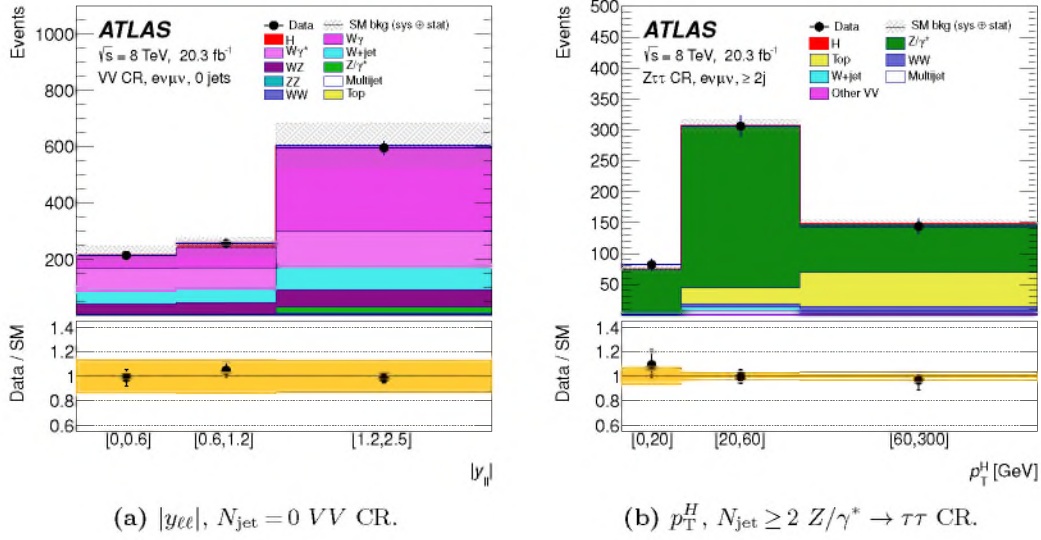 Events
1000
800
600
400
200
ATLAS
√s = 8 TeV, 20.3 fb⁻¹
VV CR, eνμν, 0 jets
Data
SM bkg (sys ⊕ stat)
H
Wγ
Wγ*
W+jet
WZ
Z/γ*
ZZ
Multijet
WW
Top
Data / SM
1.4
1.2
1
0.8
0.6
[0,0.6]
[0.6,1.2]
[1.2,2.5]
|y_ll|
(a) |y_ℓℓ|, N_jet = 0 VV CR.
Events
500
450
400
350
300
250
200
150
100
50
ATLAS
√s = 8 TeV, 20.3 fb⁻¹
Zττ CR, eνμν, ≥ 2j
Data
SM bkg (sys ⊕ stat)
H
Z/γ*
Top
WW
W+jet
Multijet
Other VV
Data / SM
1.4
1.2
1
0.8
0.6
[0,20]
[20,60]
[60,300]
p_T^H [GeV]
(b) p_T^H, N_jet ≥ 2 Z/γ* → ττ CR.